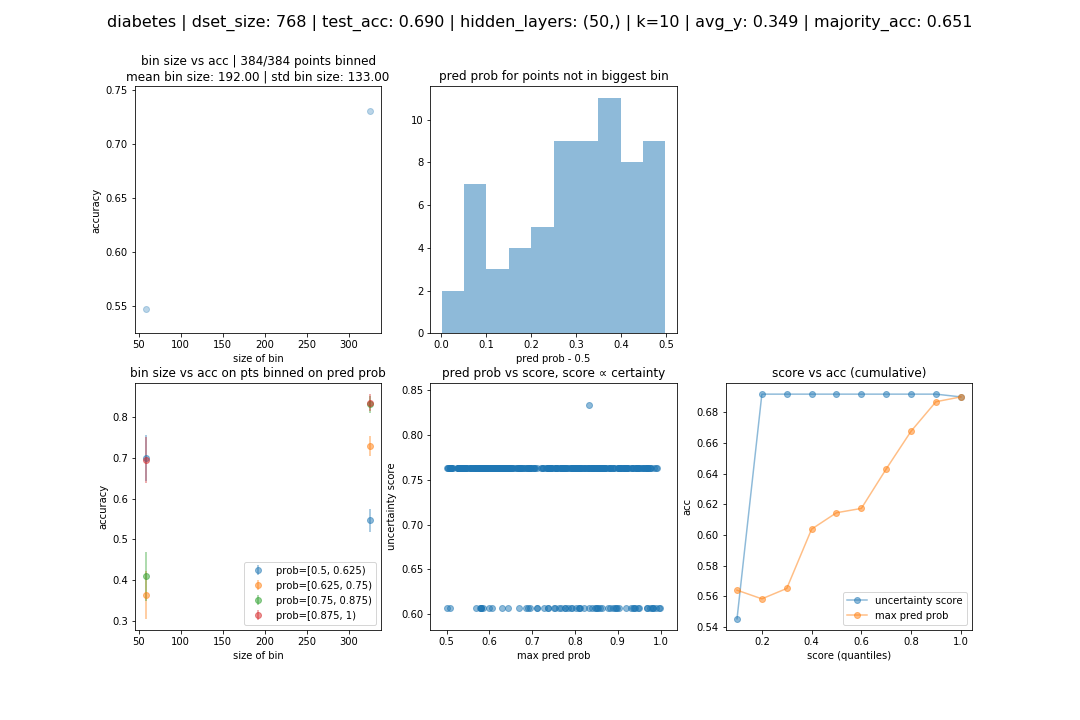 diabetes | dset_size: 768 | test_acc: 0.690 | hidden_layers: (50,) | k=10 | avg_y: 0.349 | majority_acc: 0.651
bin size vs acc | 384/384 points binned
mean bin size: 192.00 | std bin size: 133.00
0.75
0.70
0.65
0.60
0.55
accuracy
50 100 150 200 250 300
size of bin
pred prob for points not in biggest bin
10
8
6
4
2
0
0.0 0.1 0.2 0.3 0.4 0.5
pred prob - 0.5
bin size vs acc on pts binned on pred prob
0.8
0.7
0.6
0.5
0.4
0.3
accuracy
prob=[0.5, 0.625)
prob=[0.625, 0.75)
prob=[0.75, 0.875)
prob=[0.875, 1)
50 100 150 200 250 300
size of bin
pred prob vs score, score ∝ certainty
0.85
0.80
0.75
0.70
0.65
0.60
uncertainty score
0.5 0.6 0.7 0.8 0.9 1.0
max pred prob
score vs acc (cumulative)
0.68
0.66
0.64
0.62
0.60
0.58
0.56
0.54
acc
uncertainty score
max pred prob
0.2 0.4 0.6 0.8 1.0
score (quantiles)